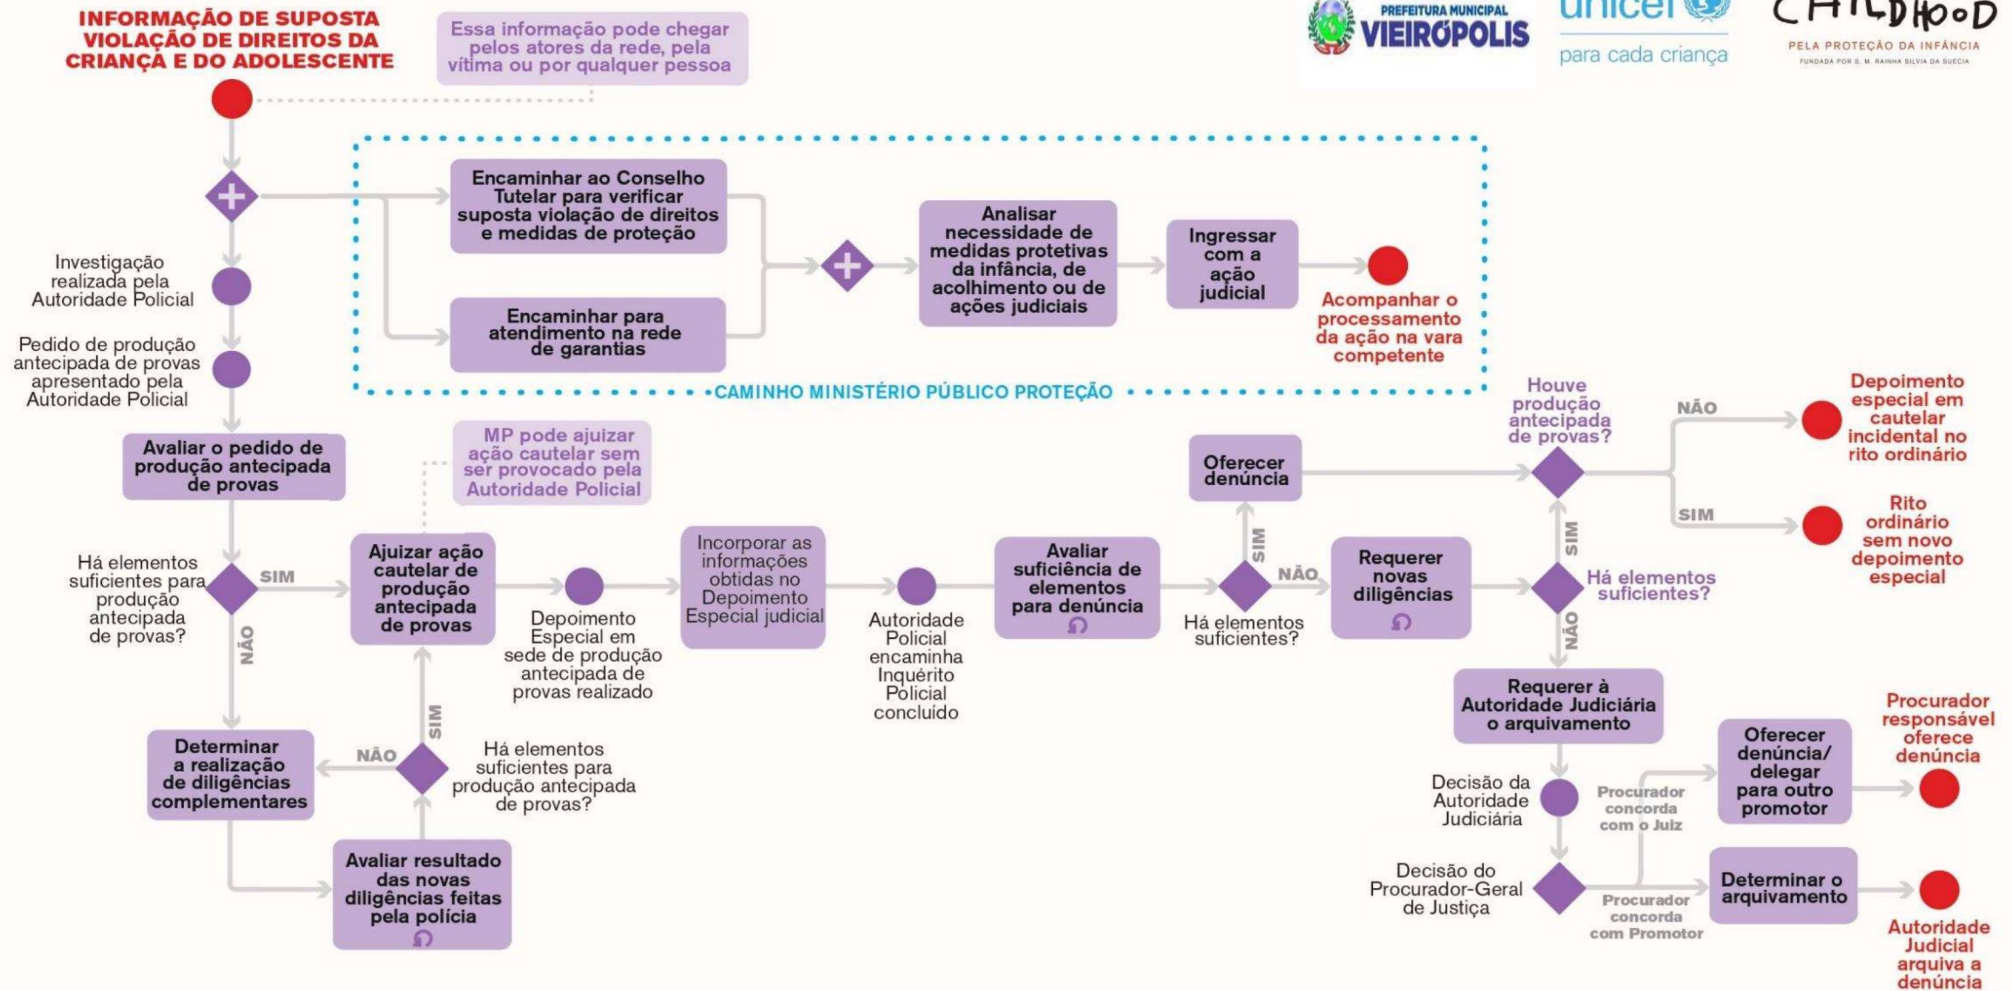 INFORMAÇÃO DE SUPOSTA
VIOLAÇÃO DE DIREITOS DA
CRIANÇA E DO ADOLESCENTE
Essa informação pode chegar
pelos atores da rede, pela
vítima ou por qualquer pessoa
PREFEITURA MUNICIPAL
VIEIRÓPOLIS
unicef
para cada criança
CHILDHOOD
PELA PROTEÇÃO DA INFÂNCIA
FUNDADA POR S. M. RAINHA SILVIA DA SUÉCIA
Encaminhar ao Conselho
Tutelar para verificar
suposta violação de direitos
e medidas de proteção
Encaminhar para
atendimento na rede
de garantias
Analisar
necessidade de
medidas protetivas
da infância, de
acolhimento ou de
ações judiciais
Ingressar
com a
ação
judicial
Acompanhar o
processamento
da ação na vara
competente
CAMINHO MINISTÉRIO PÚBLICO PROTEÇÃO
Investigação
realizada pela
Autoridade Policial
Pedido de produção
antecipada de provas
apresentado pela
Autoridade Policial
Avaliar o pedido de
produção antecipada
de provas
Há elementos
suficientes para
produção
antecipada
de provas?
SIM
NÃO
MP pode ajuizar
ação cautelar sem
ser provocado pela
Autoridade Policial
Ajuizar ação
cautelar de
produção
antecipada
de provas
Depoimento
Especial em
sede de produção
antecipada de
provas realizado
Incorporar as
informações
obtidas no
Depoimento
Especial judicial
Autoridade
Policial
encaminha
Inquérito
Policial
concluído
Avaliar
suficiência de
elementos
para denúncia
Há elementos
suficientes?
SIM
NÃO
Oferecer
denúncia
Requerer
novas
diligências
Houve
produção
antecipada
de provas?
NÃO
SIM
Depoimento
especial em
cautelar
incidental no
rito ordinário
Rito
ordinário
sem novo
depoimento
especial
SIM
Há elementos
suficientes?
NÃO
Determinar
a realização
de diligências
complementares
NÃO
SIM
Há elementos
suficientes para
produção antecipada
de provas?
Avaliar resultado
das novas
diligências feitas
pela polícia
Requerer à
Autoridade Judiciária
o arquivamento
Decisão da
Autoridade
Judiciária
Decisão do
Procurador-Geral
de Justiça
Procurador
concorda
com o Juiz
Procurador
concorda
com Promotor
Oferecer
denúncia/
delegar
para outro
promotor
Procurador
responsável
oferece
denúncia
Determinar o
arquivamento
Autoridade
Judicial
arquiva a
denúncia